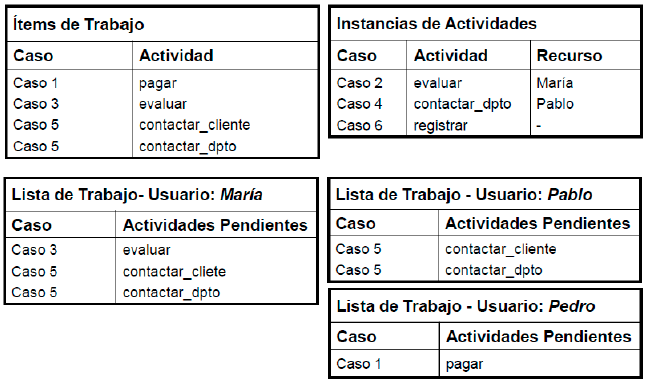 Ítems de Trabajo
Caso Actividad
Caso 1 pagar
Caso 3 evaluar
Caso 5 contactar_cliente
Caso 5 contactar_dpto
Instancias de Actividades
Caso Actividad Recurso
Caso 2 evaluar María
Caso 4 contactar_dpto Pablo
Caso 6 registrar -
Lista de Trabajo- Usuario: María
Caso Actividades Pendientes
Caso 3 evaluar
Caso 5 contactar_cliete
Caso 5 contactar_dpto
Lista de Trabajo - Usuario: Pablo
Caso Actividades Pendientes
Caso 5 contactar_cliente
Caso 5 contactar_dpto
Lista de Trabajo - Usuario: Pedro
Caso Actividades Pendientes
Caso 1 pagar